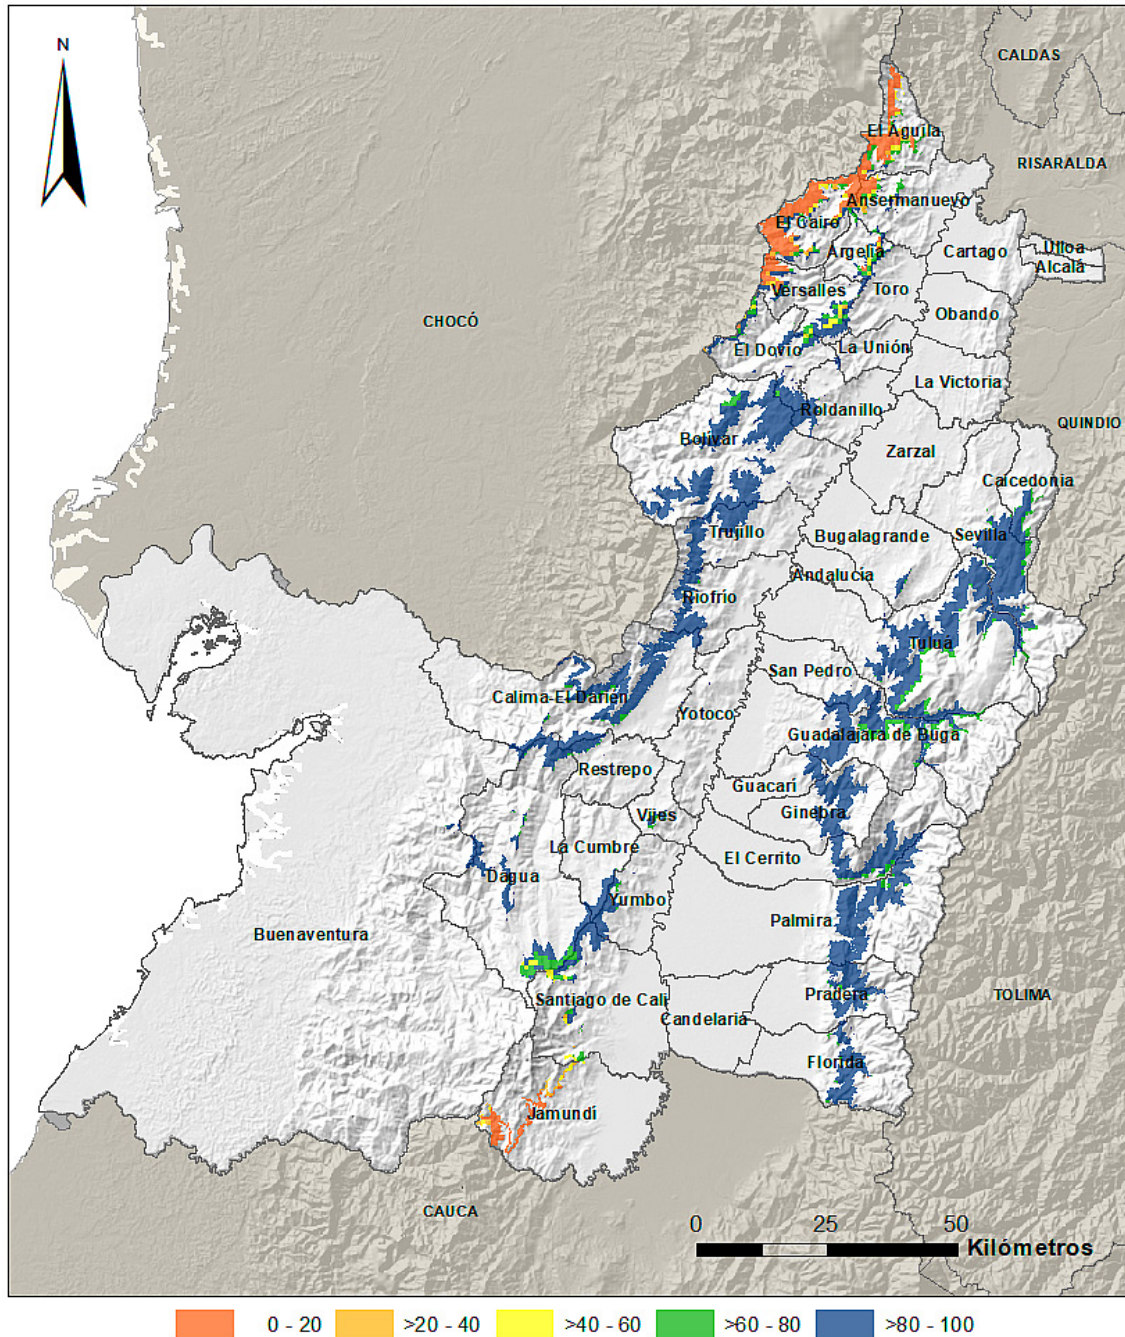 N
CALDAS
El Águila
RISARALDA
Ansermanuevo
El Cairo
Argelia
Cartago
Ulloa
Alcalá
Versalles
Toro
Obando
CHOCÓ
El Dovio
La Unión
La Victoria
Roldanillo
QUINDIO
Bolívar
Zarzal
Caicedonia
Trujillo
Bugalagrande
Sevilla
Andalucía
Riofrío
Tuluá
San Pedro
Calima-El-Darién
Yotoco
Guadalajara de Buga
Restrepo
Guacarí
Vijes
Ginebra
La Cumbre
El Cerrito
Dagua
Yumbo
Palmira
Buenaventura
Santiago de Cali
Pradera
TOLIMA
Candelaria
Florida
Jamundí
CAUCA
0 25 50
Kilómetros
0 - 20 >20 - 40 >40 - 60 >60 - 80 >80 - 100